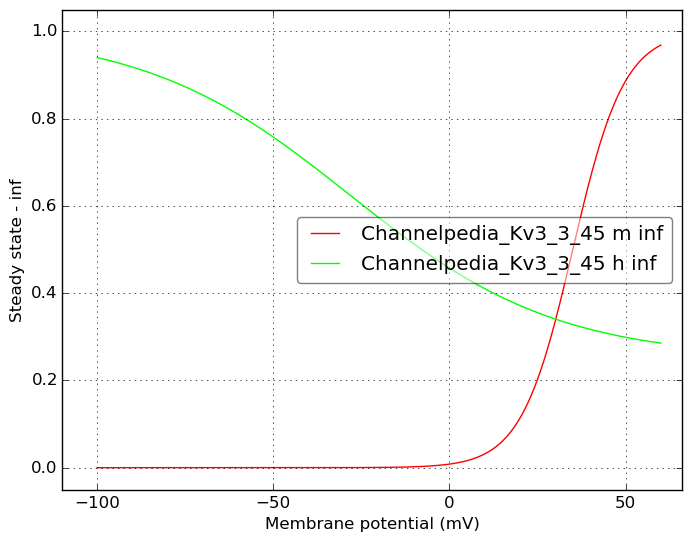 1.0
0.8
0.6
0.4
0.2
0.0
Steady state - inf
Channelpedia_Kv3_3_45 m inf
Channelpedia_Kv3_3_45 h inf
−100
−50
0
50
Membrane potential (mV)